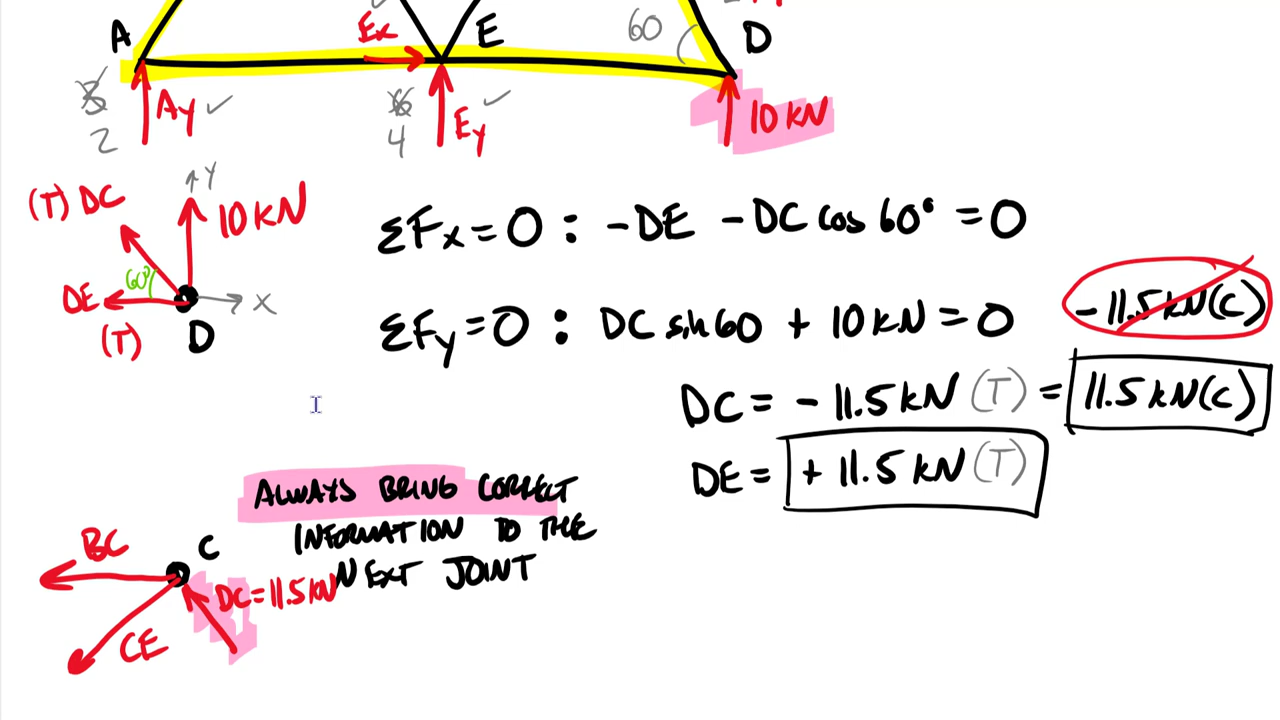 A
Ex
E
60
D
Ay ✓
2
6
4
Ey ✓
10 kN
(T) DC
Y
10 kN
60°
DE
(T)
X
D
ΣFx = 0 : -DE - DC cos 60° = 0
ΣFy = 0 : DC sin 60 + 10 kN = 0
- 11.5 kN (C)
DC = - 11.5 kN (T) = 11.5 kN (C)
DE = + 11.5 kN (T)
ALWAYS BRING CORRECT
INFORMATION TO THE
NEXT JOINT
BC
C
DC = 11.5 kN
CE